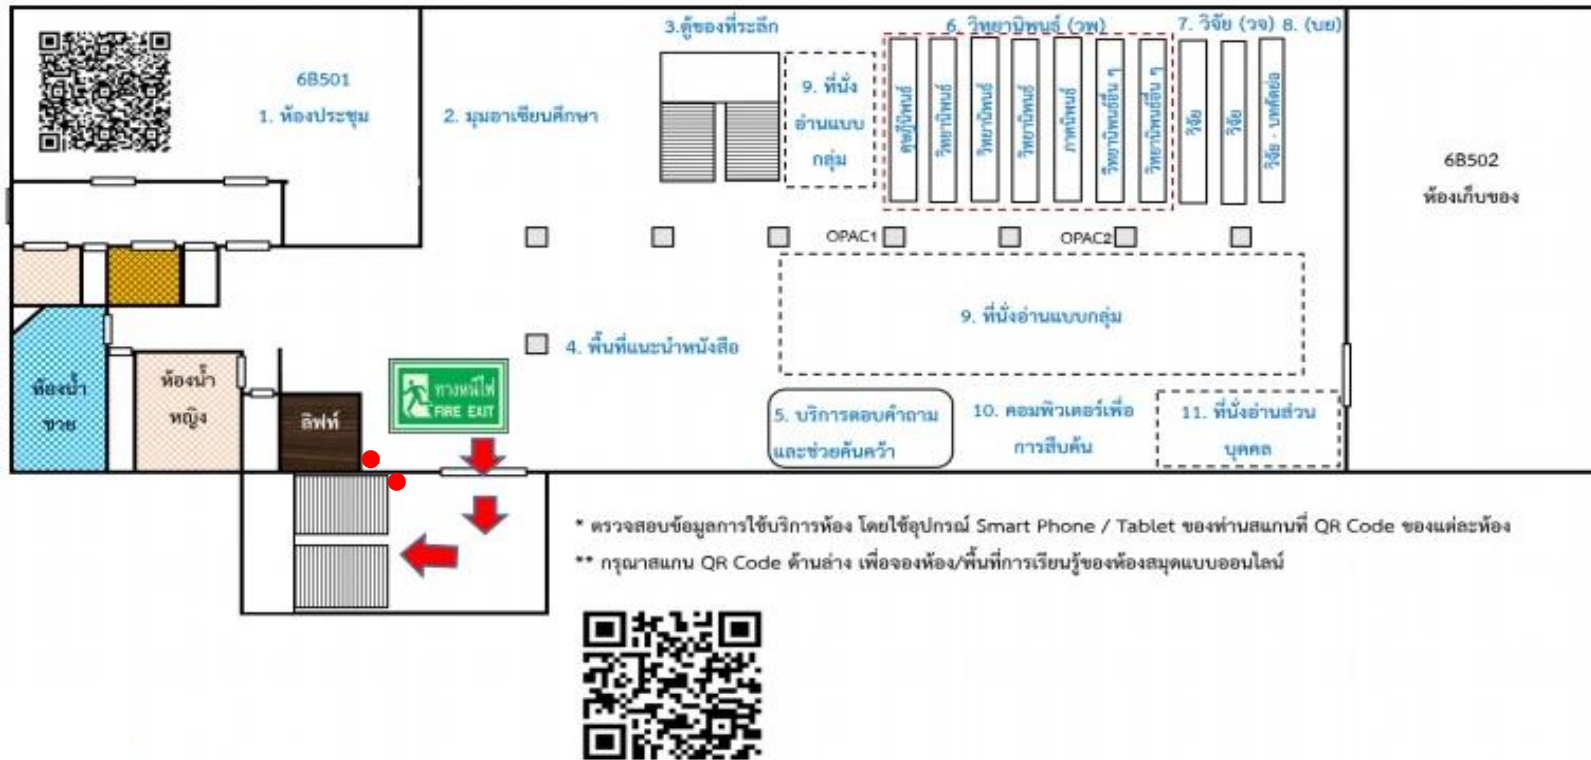 3.ตู้ของที่ระลึก
6. วิทยานิพนธ์ (วพ)
7. วิจัย (วจ) 8. (บย)
6B501
1. ห้องประชุม
2. มุมอาเซียนศึกษา
9. ที่นั่ง
อ่านแบบ
กลุ่ม
ดุษฎีนิพนธ์
วิทยานิพนธ์
วิทยานิพนธ์
วิทยานิพนธ์
ภาคนิพนธ์
วิทยานิพนธ์อื่น ๆ
วิทยานิพนธ์อื่น ๆ
วิจัย
วิจัย
วิจัย - บทคัดย่อ
6B502
ห้องเก็บของ
OPAC1
OPAC2
9. ที่นั่งอ่านแบบกลุ่ม
4. พื้นที่แนะนำหนังสือ
ห้องน้ำ
ชาย
ห้องน้ำ
หญิง
ลิฟท์
ทางหนีไฟ
FIRE EXIT
5. บริการตอบคำถาม
และช่วยค้นคว้า
10. คอมพิวเตอร์เพื่อ
การสืบค้น
11. ที่นั่งอ่านส่วน
บุคคล
* ตรวจสอบข้อมูลการใช้บริการห้อง โดยใช้อุปกรณ์ Smart Phone / Tablet ของท่านสแกนที่ QR Code ของแต่ละห้อง
** กรุณาสแกน QR Code ด้านล่าง เพื่อจองห้อง/พื้นที่การเรียนรู้ของห้องสมุดแบบออนไลน์